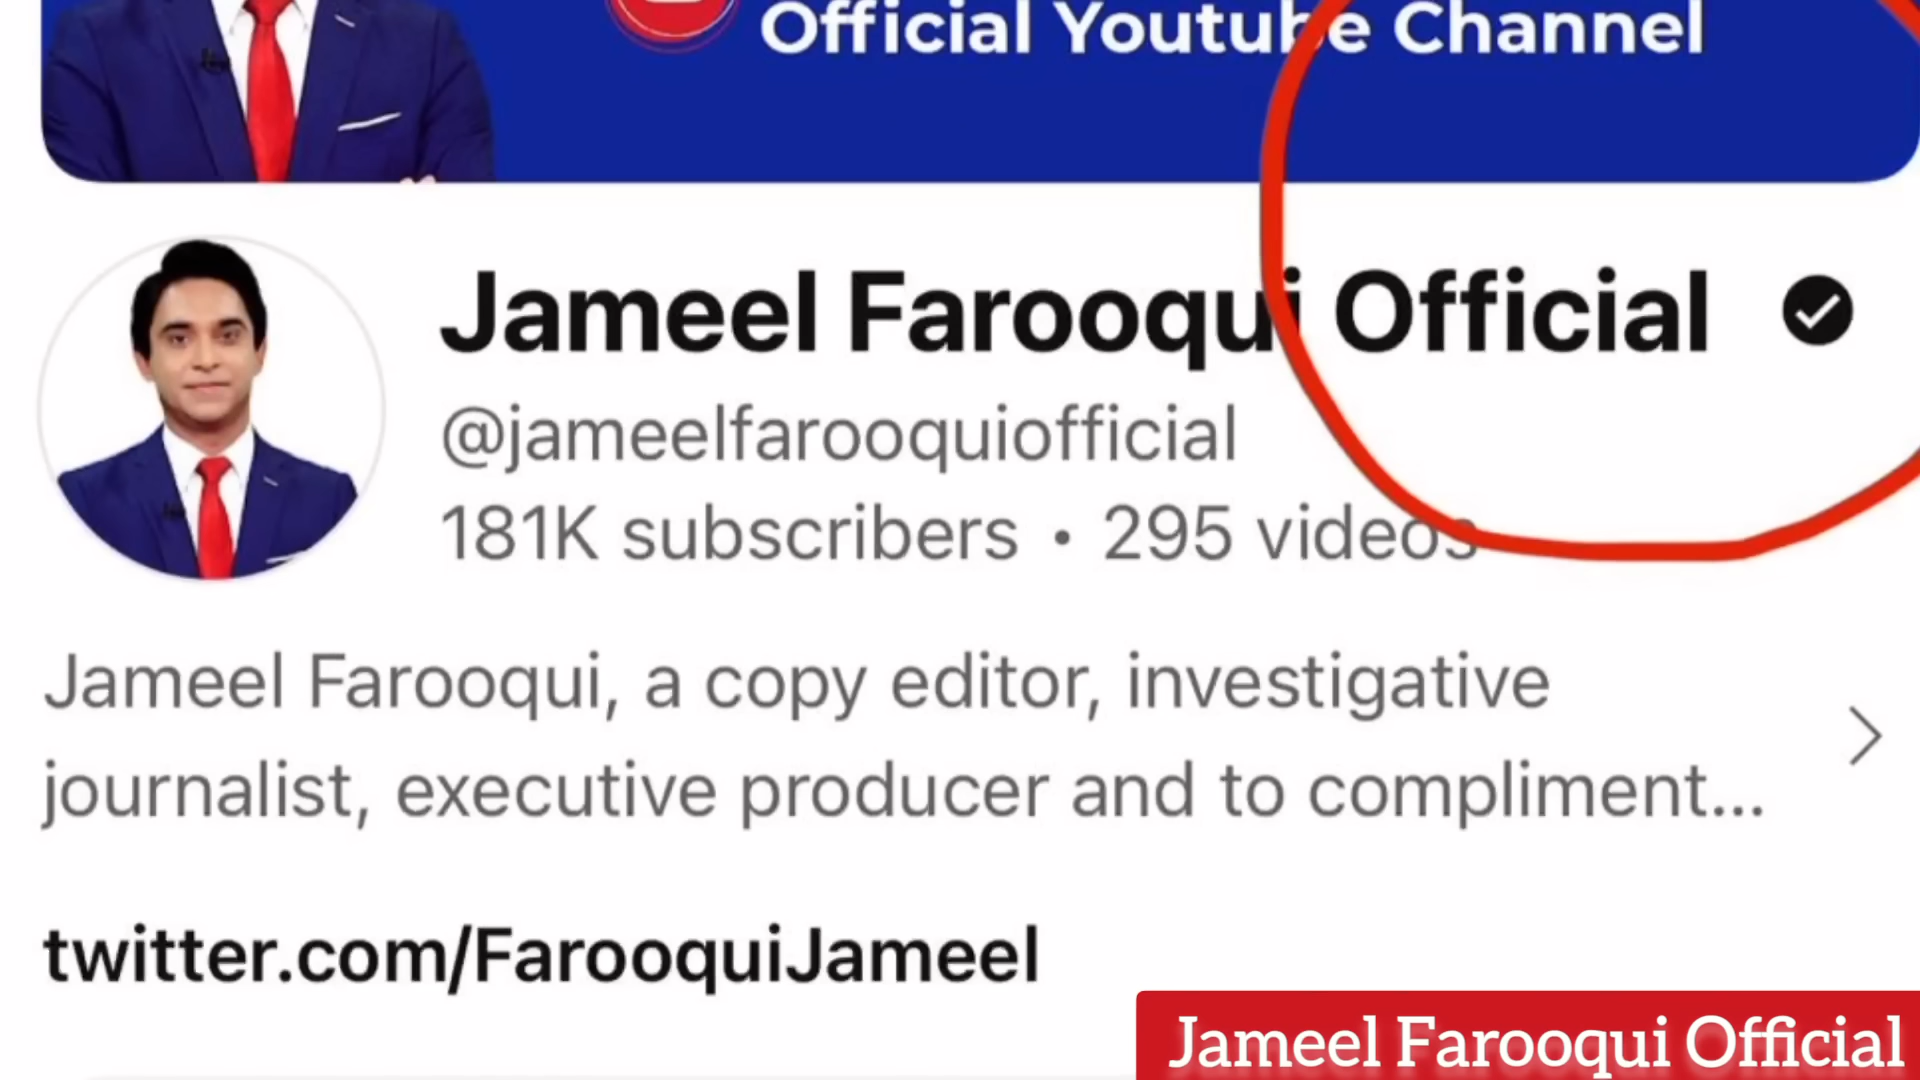 Official Youtube Channel
Jameel Farooqui Official
@jameelfarooquiofficial
181K subscribers • 295 videos
Jameel Farooqui, a copy editor, investigative
journalist, executive producer and to compliment...
twitter.com/FarooquiJameel
Jameel Farooqui Official